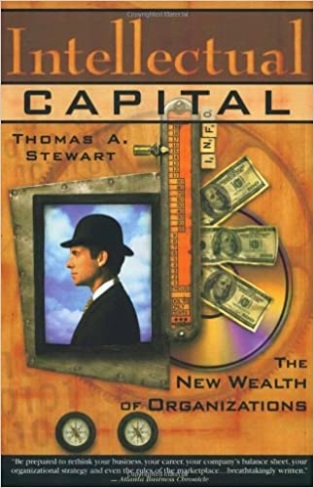 Intellectual
CAPITAL
THOMAS A.
STEWART
INFO
THE
NEW WEALTH
OF ORGANIZATIONS
"Be prepared to rethink your business, your career, your company's balance sheet, your
organizational strategy and even the rules of the marketplace...breathtakingly written."
—Atlanta Business Chronicle